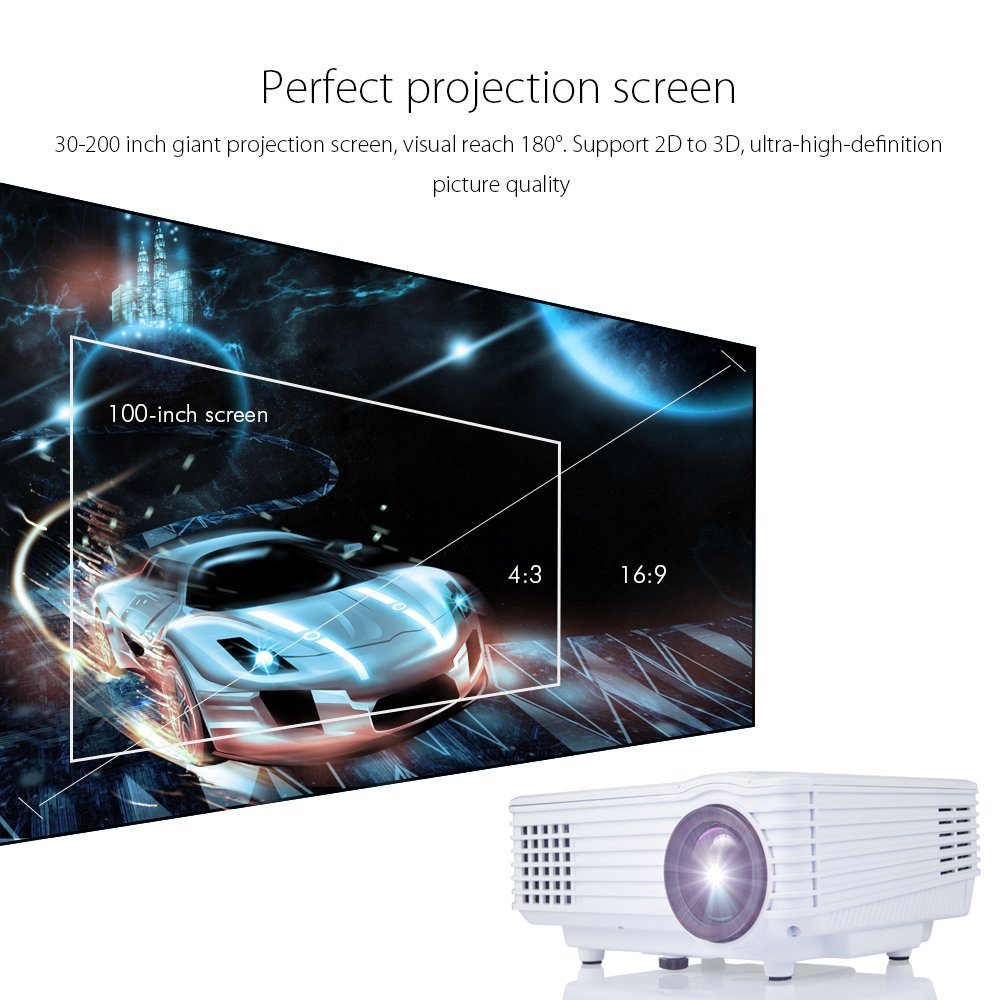 Perfect projection screen
30-200 inch giant projection screen, visual reach 180°. Support 2D to 3D, ultra-high-definition
picture quality
100-inch screen
4:3
16:9